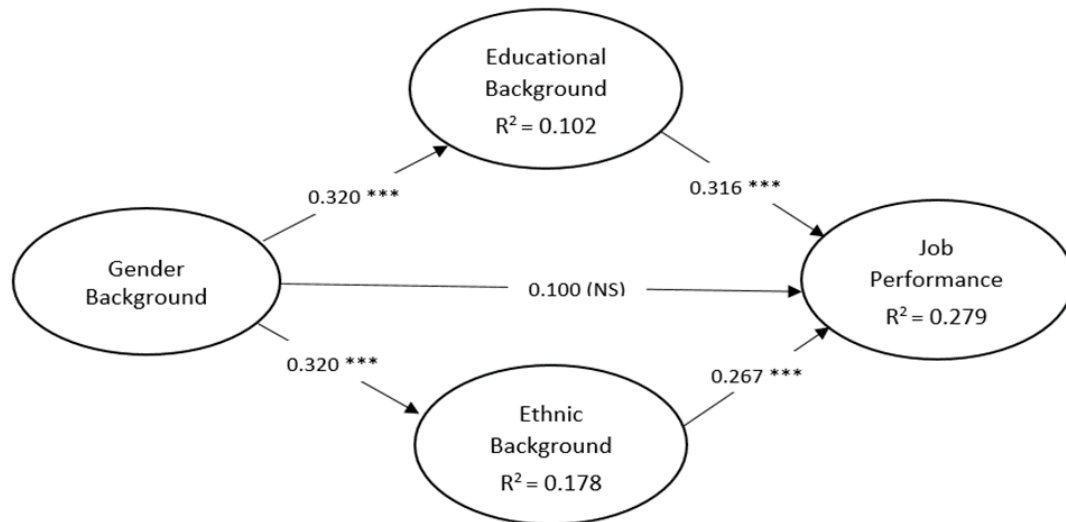 Educational
Background
R² = 0.102
0.320 ***
0.316 ***
Gender
Background
0.100 (NS)
Job
Performance
R² = 0.279
0.320 ***
0.267 ***
Ethnic
Background
R² = 0.178